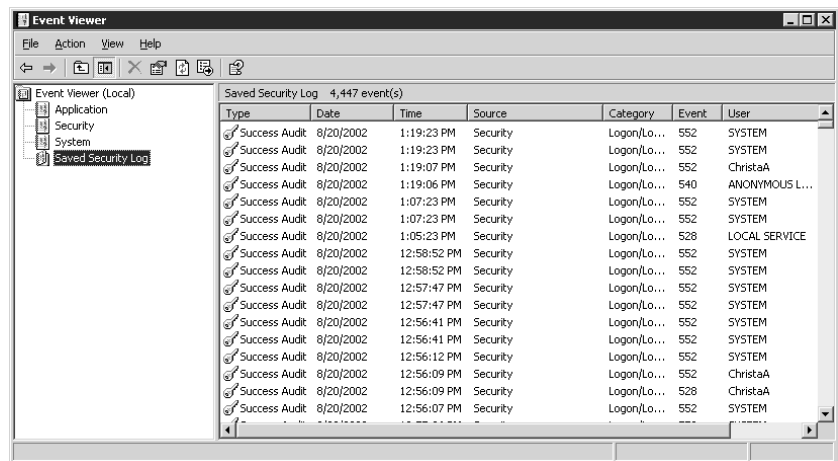 Event Viewer
File Action View Help
Event Viewer (Local)
Application
Security
System
Saved Security Log
Saved Security Log 4,447 event(s)
Type Date Time Source Category Event User
Success Audit 8/20/2002 1:19:23 PM Security Logon/Lo... 552 SYSTEM
Success Audit 8/20/2002 1:19:23 PM Security Logon/Lo... 552 SYSTEM
Success Audit 8/20/2002 1:19:07 PM Security Logon/Lo... 552 ChristaA
Success Audit 8/20/2002 1:19:06 PM Security Logon/Lo... 540 ANONYMOUS L...
Success Audit 8/20/2002 1:07:23 PM Security Logon/Lo... 552 SYSTEM
Success Audit 8/20/2002 1:07:23 PM Security Logon/Lo... 552 SYSTEM
Success Audit 8/20/2002 1:05:23 PM Security Logon/Lo... 528 LOCAL SERVICE
Success Audit 8/20/2002 12:58:52 PM Security Logon/Lo... 552 SYSTEM
Success Audit 8/20/2002 12:58:52 PM Security Logon/Lo... 552 SYSTEM
Success Audit 8/20/2002 12:57:47 PM Security Logon/Lo... 552 SYSTEM
Success Audit 8/20/2002 12:57:47 PM Security Logon/Lo... 552 SYSTEM
Success Audit 8/20/2002 12:56:41 PM Security Logon/Lo... 552 SYSTEM
Success Audit 8/20/2002 12:56:41 PM Security Logon/Lo... 552 SYSTEM
Success Audit 8/20/2002 12:56:12 PM Security Logon/Lo... 552 SYSTEM
Success Audit 8/20/2002 12:56:09 PM Security Logon/Lo... 552 ChristaA
Success Audit 8/20/2002 12:56:09 PM Security Logon/Lo... 528 ChristaA
Success Audit 8/20/2002 12:56:07 PM Security Logon/Lo... 552 SYSTEM